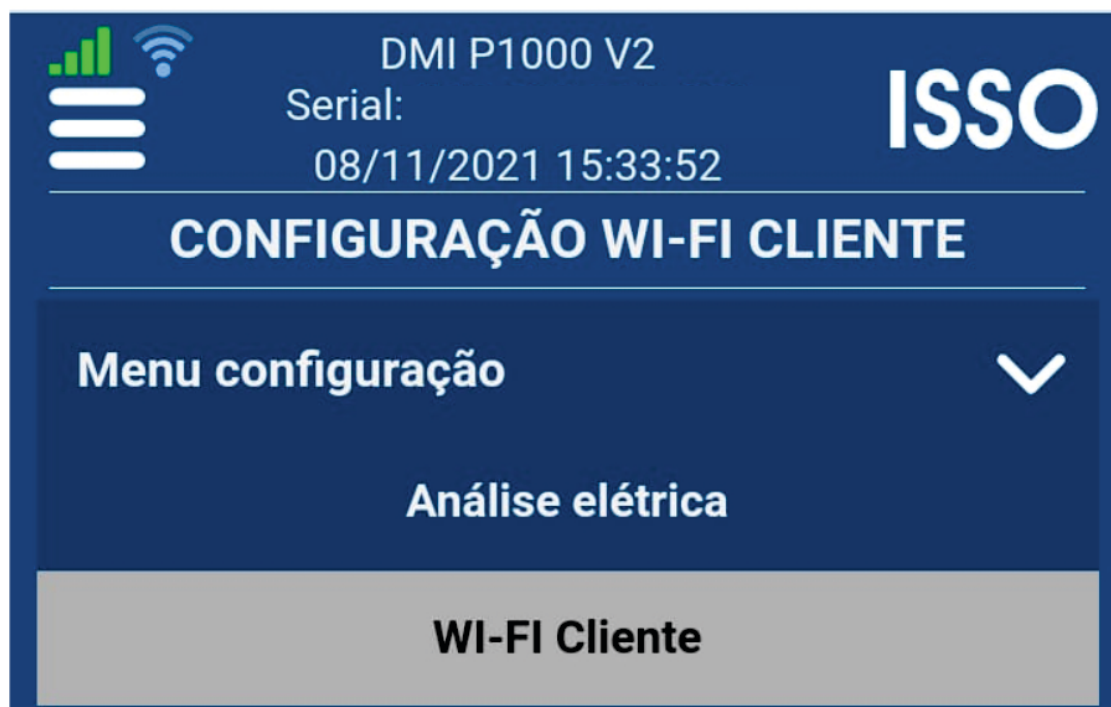 DMI P1000 V2
Serial:
08/11/2021 15:33:52
ISSO
CONFIGURAÇÃO WI-FI CLIENTE
Menu configuração
Análise elétrica
WI-FI Cliente